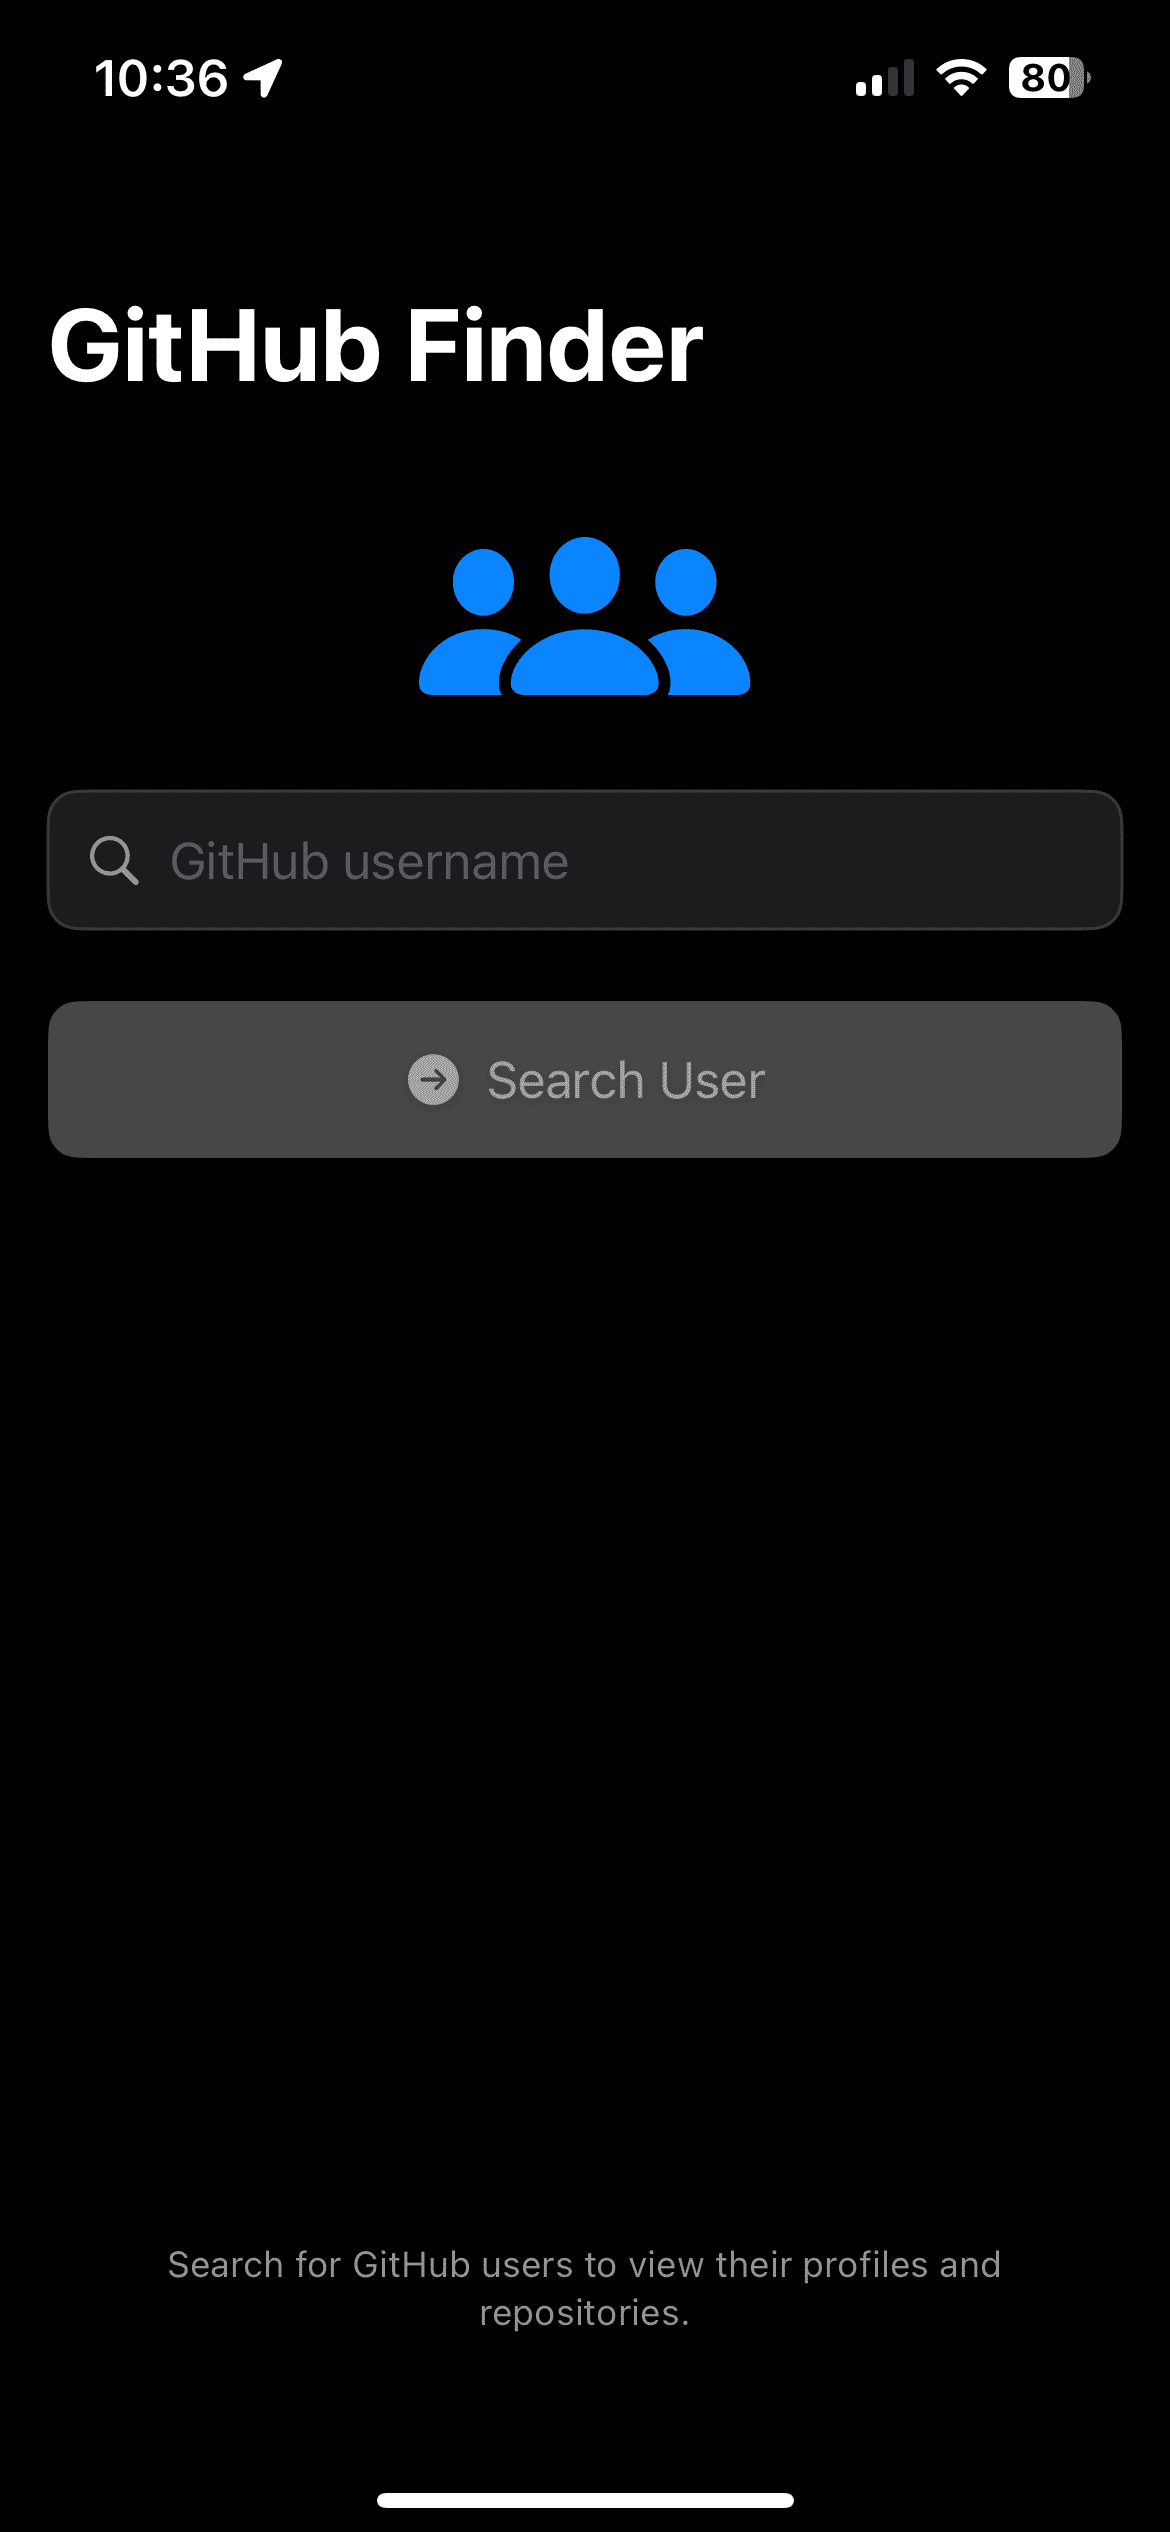 10:36
80
GitHub Finder
GitHub username
Search User
Search for GitHub users to view their profiles and
repositories.